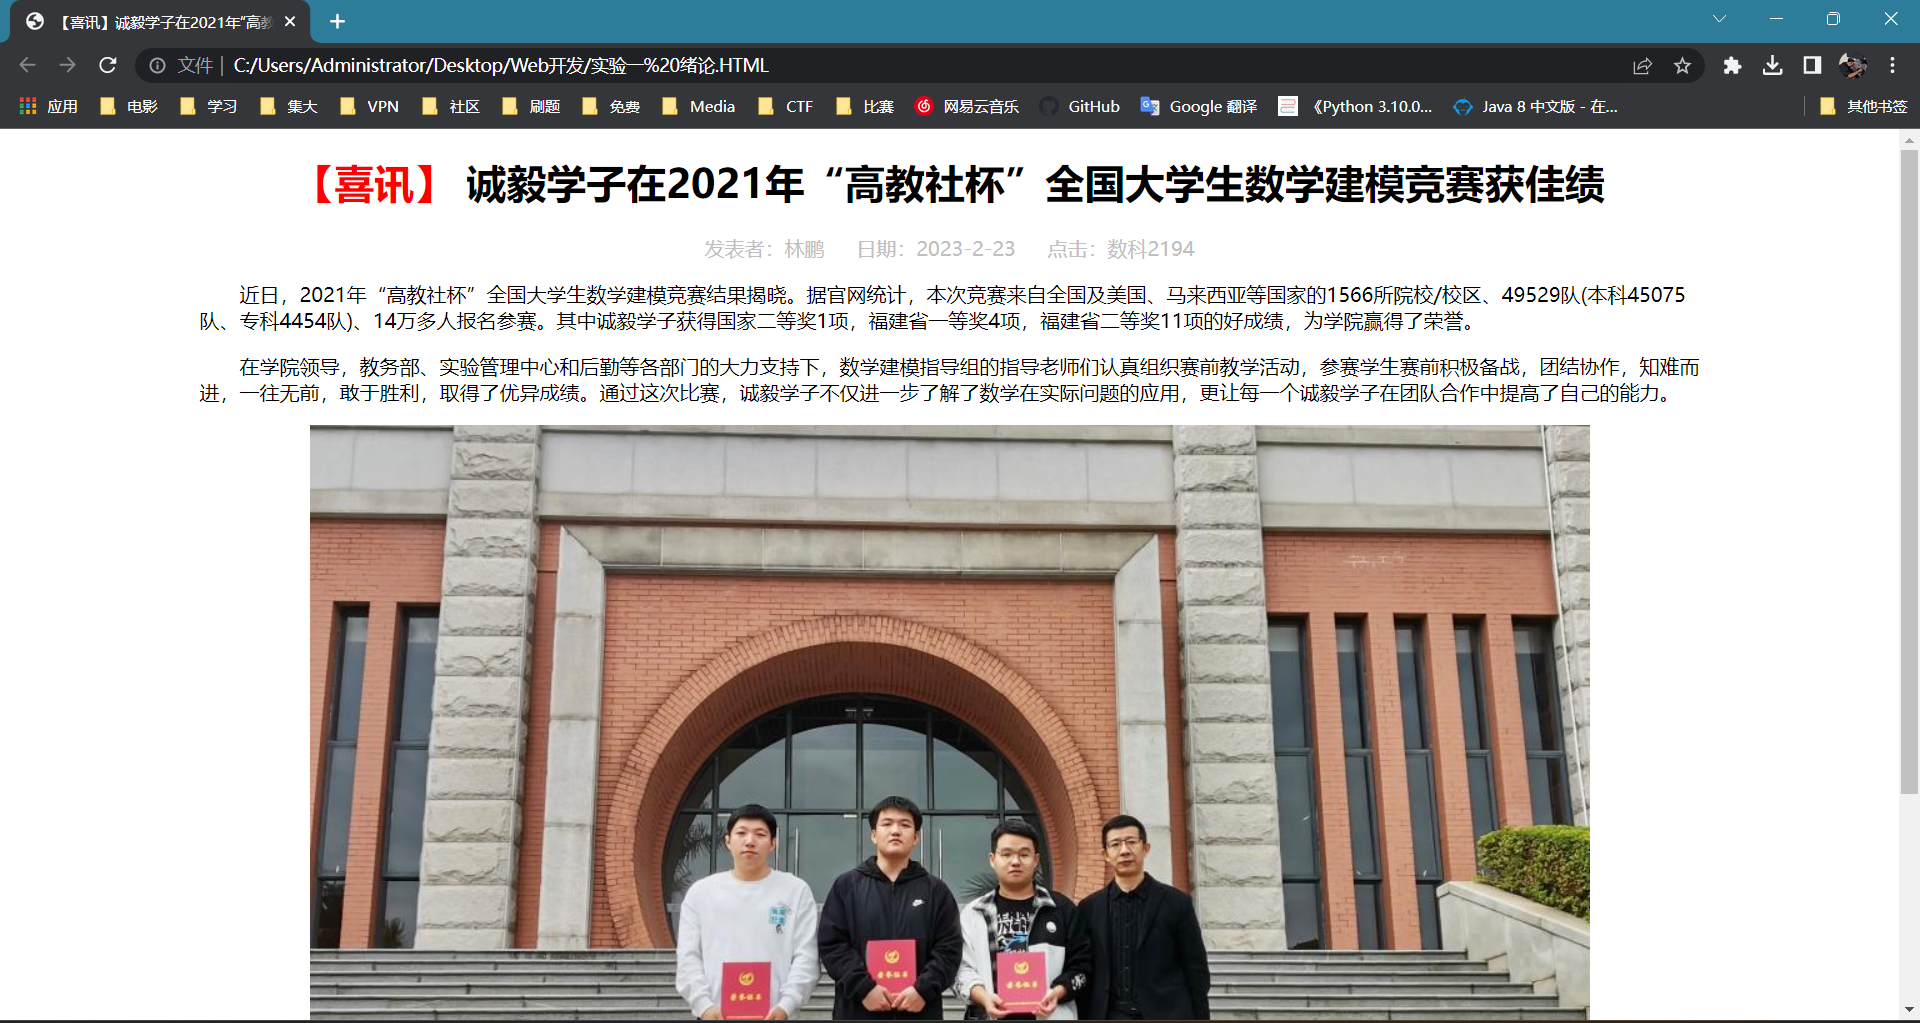 【喜讯】诚毅学子在2021年“高教
文件 | C:/Users/Administrator/Desktop/Web开发/实验一%20绪论.HTML
应用 电影 学习 集大 VPN 社区 刷题 免费 Media CTF 比赛 网易云音乐 GitHub Google 翻译 《Python 3.10.0... Java 8 中文版 - 在... 其他书签
【喜讯】 诚毅学子在2021年“高教社杯”全国大学生数学建模竞赛获佳绩
发表者：林鹏 日期：2023-2-23 点击：数科2194
近日，2021年“高教社杯”全国大学生数学建模竞赛结果揭晓。据官网统计，本次竞赛来自全国及美国、马来西亚等国家的1566所院校/校区、49529队(本科45075
队、专科4454队)、14万多人报名参赛。其中诚毅学子获得国家二等奖1项，福建省一等奖4项，福建省二等奖11项的好成绩，为学院赢得了荣誉。
在学院领导，教务部、实验管理中心和后勤等各部门的大力支持下，数学建模指导组的指导老师们认真组织赛前教学活动，参赛学生赛前积极备战，团结协作，知难而
进，一往无前，敢于胜利，取得了优异成绩。通过这次比赛，诚毅学子不仅进一步了解了数学在实际问题的应用，更让每一个诚毅学子在团队合作中提高了自己的能力。
荣誉证书
荣誉证书
荣誉证书